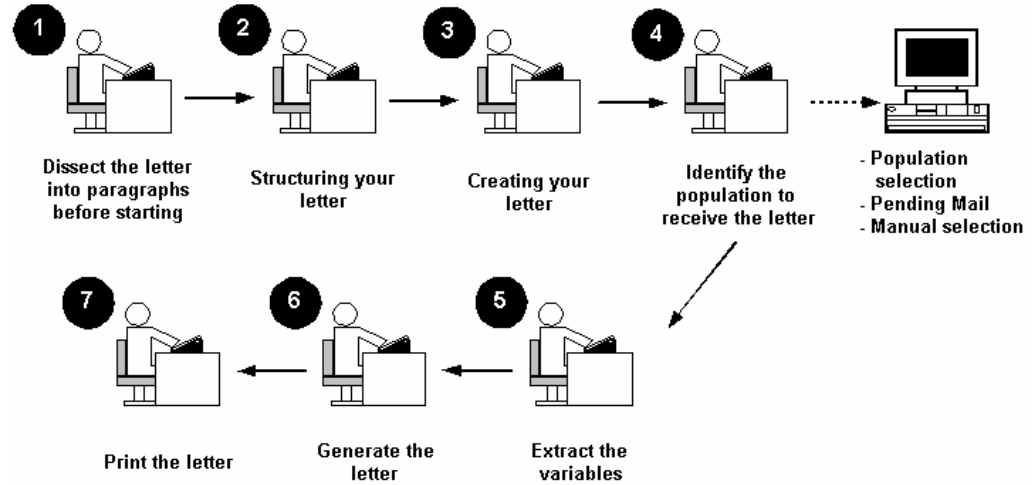 1
Dissect the letter
into paragraphs
before starting
2
Structuring your
letter
3
Creating your
letter
4
Identify the
population to
receive the letter
- Population
selection
- Pending Mail
- Manual selection
5
Extract the
variables
6
Generate the
letter
7
Print the letter